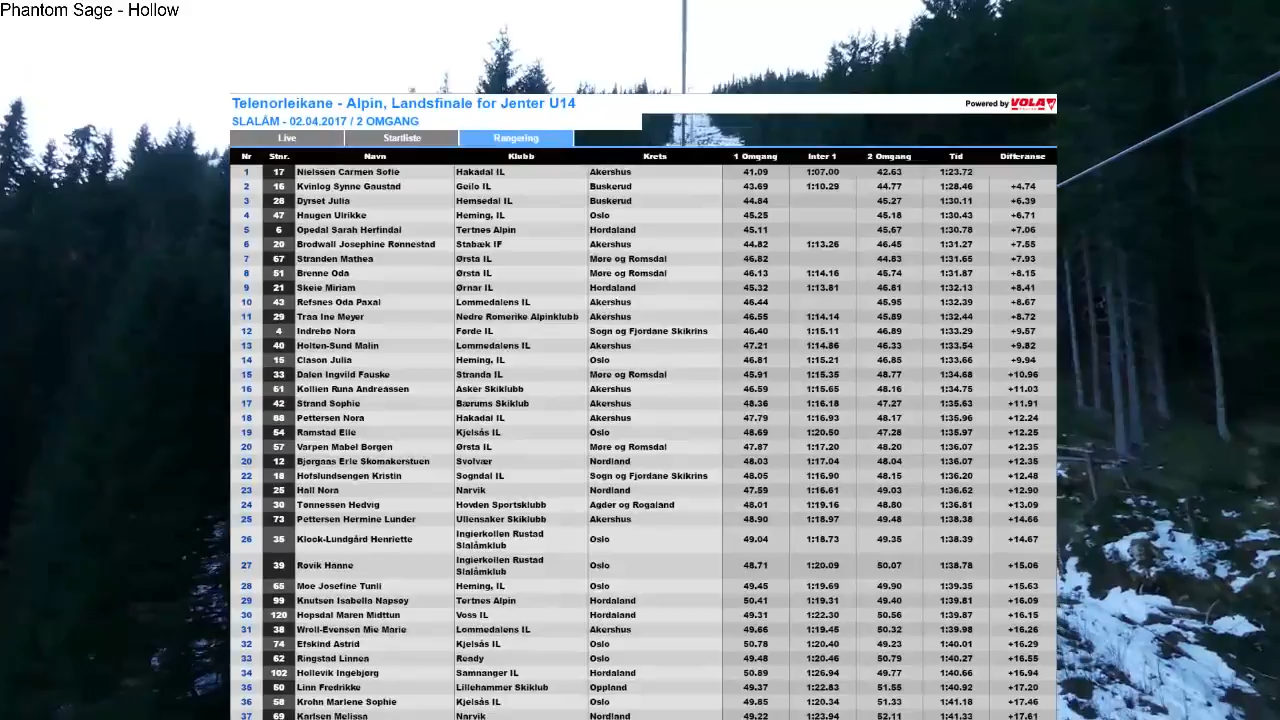 Phantom Sage - Hollow
Telenorleikane - Alpin, Landsfinale for Jenter U14
Powered by VOLA
SLALÅM - 02.04.2017 / 2 OMGANG
Live Startliste Rangering
Nr Stnr. Navn Klubb Krets 1 Omgang Inter 1 2 Omgang Tid Differanse
1 17 Nielssen Carmen Sofie Hakadal IL Akershus 41.09 1:07.00 42.63 1:23.72
2 16 Kvinlog Synne Gaustad Geilo IL Buskerud 43.69 1:10.29 44.77 1:28.46 +4.74
3 28 Dyrset Julia Hemsedal IL Buskerud 44.84 45.27 1:30.11 +6.39
4 47 Haugen Ulrikke Heming, IL Oslo 45.25 45.18 1:30.43 +6.71
5 6 Opedal Sarah Herfindal Tertnes Alpin Hordaland 45.11 45.67 1:30.78 +7.06
6 20 Brodwall Josephine Rønnestad Stabæk IF Akershus 44.82 1:13.26 46.45 1:31.27 +7.55
7 67 Stranden Mathea Ørsta IL Møre og Romsdal 46.82 44.83 1:31.65 +7.93
8 51 Brenne Oda Ørsta IL Møre og Romsdal 46.13 1:14.16 45.74 1:31.87 +8.15
9 21 Skeie Miriam Ørnar IL Hordaland 45.32 1:13.81 46.81 1:32.13 +8.41
10 43 Refsnes Oda Paxal Lommedalens IL Akershus 46.44 45.95 1:32.39 +8.67
11 29 Traa Ine Meyer Nedre Romerike Alpinklubb Akershus 46.55 1:14.14 45.89 1:32.44 +8.72
12 4 Indrebø Nora Førde IL Sogn og Fjordane Skikrins 46.40 1:15.11 46.89 1:33.29 +9.57
13 40 Holten-Sund Malin Lommedalens IL Akershus 47.21 1:14.86 46.33 1:33.54 +9.82
14 15 Clason Julia Heming, IL Oslo 46.81 1:15.21 46.85 1:33.66 +9.94
15 33 Dalen Ingvild Fauske Stranda IL Møre og Romsdal 45.91 1:15.35 48.77 1:34.68 +10.96
16 61 Kollien Runa Andreassen Asker Skiklubb Akershus 46.59 1:15.65 48.16 1:34.75 +11.03
17 42 Strand Sophie Bærums Skiklub Akershus 48.36 1:16.18 47.27 1:35.63 +11.91
18 88 Pettersen Nora Hakadal IL Akershus 47.79 1:16.93 48.17 1:35.96 +12.24
19 54 Ramstad Elle Kjelsås IL Oslo 48.69 1:20.50 47.28 1:35.97 +12.25
20 57 Varpen Mabel Borgen Ørsta IL Møre og Romsdal 47.87 1:17.20 48.20 1:36.07 +12.35
20 12 Bjørgaas Erle Skomakerstuen Svolvær Nordland 48.03 1:17.04 48.04 1:36.07 +12.35
22 18 Hofslundsengen Kristin Sogndal IL Sogn og Fjordane Skikrins 48.05 1:16.90 48.15 1:36.20 +12.48
23 25 Hall Nora Narvik Nordland 47.59 1:16.61 49.03 1:36.62 +12.90
24 30 Tønnessen Hedvig Hovden Sportsklubb Agder og Rogaland 48.01 1:19.16 48.80 1:36.81 +13.09
25 73 Pettersen Hermine Lunder Ullensaker Skiklubb Akershus 48.90 1:18.97 49.48 1:38.38 +14.66
26 35 Klock-Lundgård Henriette Ingierkollen Rustad Slalåmklub Oslo 49.04 1:18.73 49.35 1:38.39 +14.67
27 39 Røvik Hanne Ingierkollen Rustad Slalåmklub Oslo 48.71 1:20.09 50.07 1:38.78 +15.06
28 65 Moe Josefine Tunli Heming, IL Oslo 49.45 1:19.69 49.90 1:39.35 +15.63
29 99 Knutsen Isabella Napsøy Tertnes Alpin Hordaland 50.41 1:19.31 49.40 1:39.81 +16.09
30 120 Hopsdal Maren Midttun Voss IL Hordaland 49.31 1:22.30 50.56 1:39.87 +16.15
31 38 Wroll-Evensen Mie Marie Lommedalens IL Akershus 49.66 1:19.45 50.32 1:39.98 +16.26
32 74 Efskind Astrid Kjelsås IL Oslo 50.78 1:20.40 49.23 1:40.01 +16.29
33 62 Ringstad Linnea Ready Oslo 49.48 1:20.46 50.79 1:40.27 +16.55
34 102 Hollevik Ingebjørg Samnanger IL Hordaland 50.89 1:26.94 49.77 1:40.66 +16.94
35 50 Linn Fredrikke Lillehammer Skiklub Oppland 49.37 1:22.83 51.55 1:40.92 +17.20
36 58 Krohn Marlene Sophie Kjelsås IL Oslo 49.85 1:20.34 51.33 1:41.18 +17.46
37 69 Karlsen Melissa Narvik Nordland 49.22 1:23.94 52.11 1:41.33 +17.61